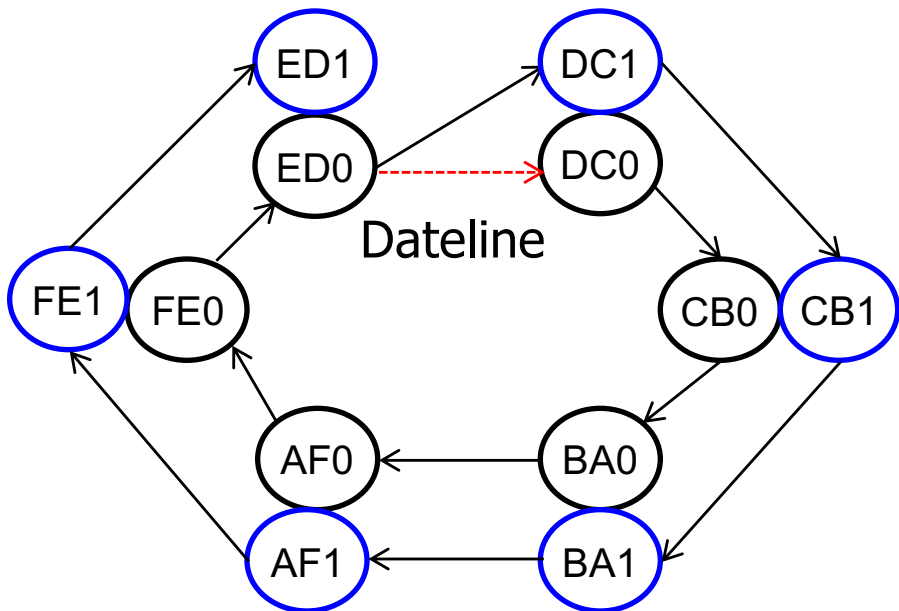 ED1
DC1
ED0
DC0
Dateline
FE1
FE0
CB0
CB1
AF0
BA0
AF1
BA1